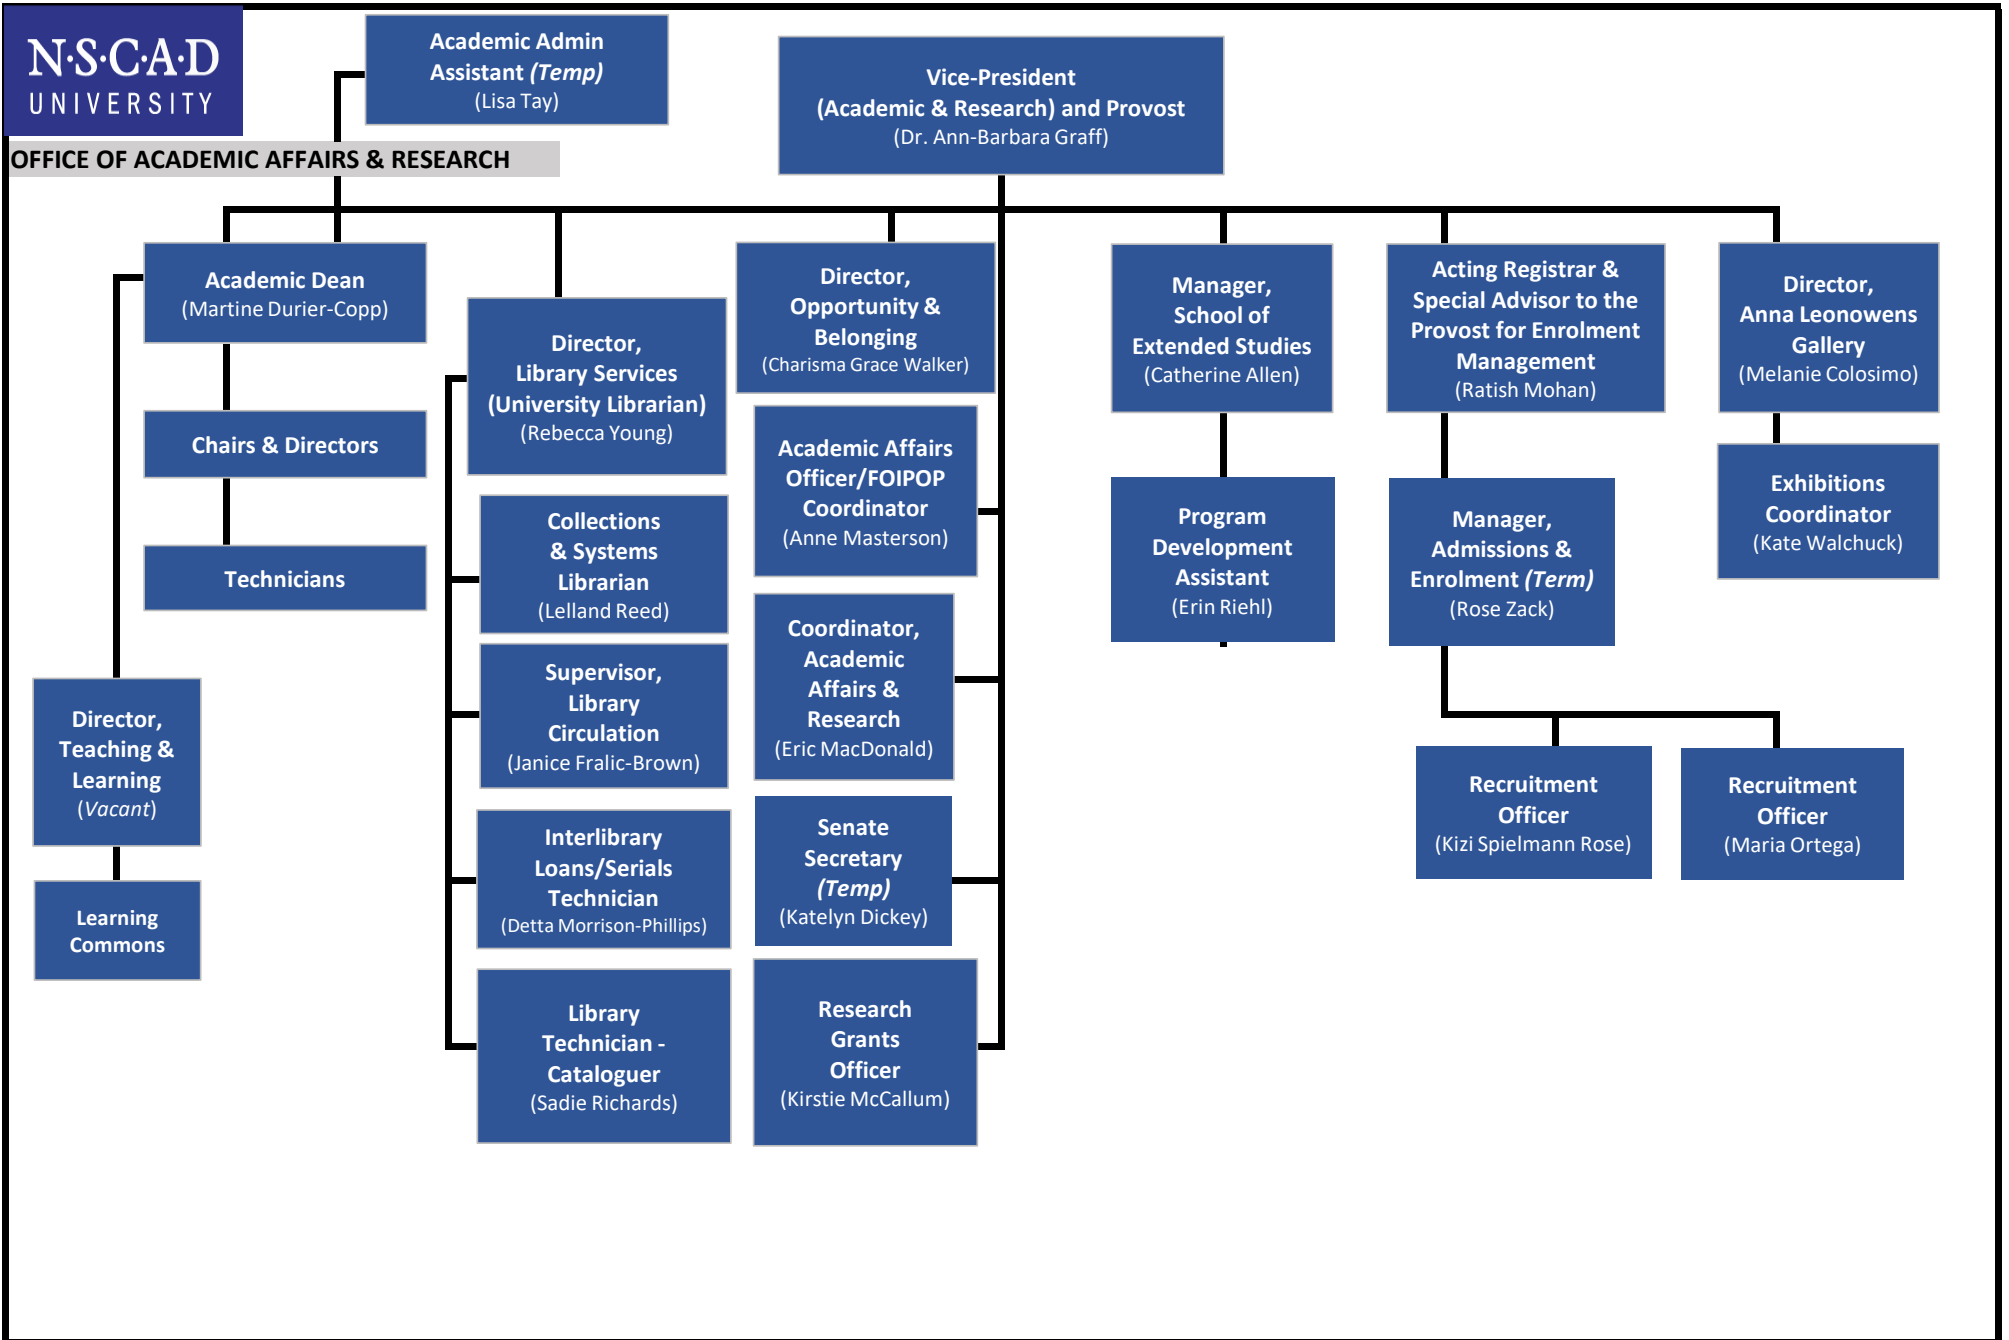 N·S·C·A·D
UNIVERSITY
OFFICE OF ACADEMIC AFFAIRS & RESEARCH
Academic Admin
Assistant (Temp)
(Lisa Tay)
Vice-President
(Academic & Research) and Provost
(Dr. Ann-Barbara Graff)
Academic Dean
(Martine Durier-Copp)
Chairs & Directors
Technicians
Director,
Teaching &
Learning
(Vacant)
Learning
Commons
Director,
Library Services
(University Librarian)
(Rebecca Young)
Collections
& Systems
Librarian
(Lelland Reed)
Supervisor,
Library
Circulation
(Janice Fralic-Brown)
Interlibrary
Loans/Serials
Technician
(Detta Morrison-Phillips)
Library
Technician -
Cataloguer
(Sadie Richards)
Director,
Opportunity &
Belonging
(Charisma Grace Walker)
Academic Affairs
Officer/FOIPOP
Coordinator
(Anne Masterson)
Coordinator,
Academic
Affairs &
Research
(Eric MacDonald)
Senate
Secretary
(Temp)
(Katelyn Dickey)
Research
Grants
Officer
(Kirstie McCallum)
Manager,
School of
Extended Studies
(Catherine Allen)
Program
Development
Assistant
(Erin Riehl)
Acting Registrar &
Special Advisor to the
Provost for Enrolment
Management
(Ratish Mohan)
Manager,
Admissions &
Enrolment (Term)
(Rose Zack)
Recruitment
Officer
(Kizi Spielmann Rose)
Recruitment
Officer
(Maria Ortega)
Director,
Anna Leonowens
Gallery
(Melanie Colosimo)
Exhibitions
Coordinator
(Kate Walchuck)